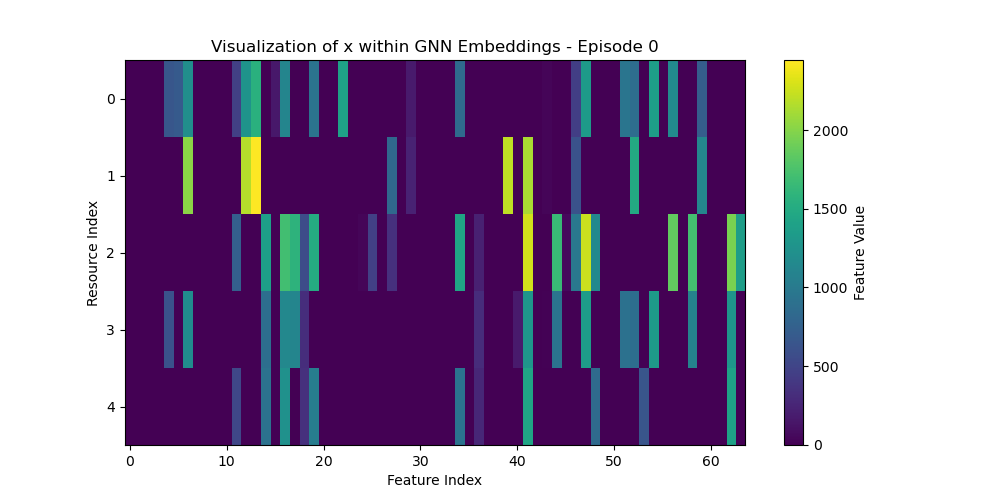 Visualization of x within GNN Embeddings - Episode 0
Resource Index
0
1
2
3
4
0 10 20 30 40 50 60
Feature Index
2000
1500
1000
500
0
Feature Value